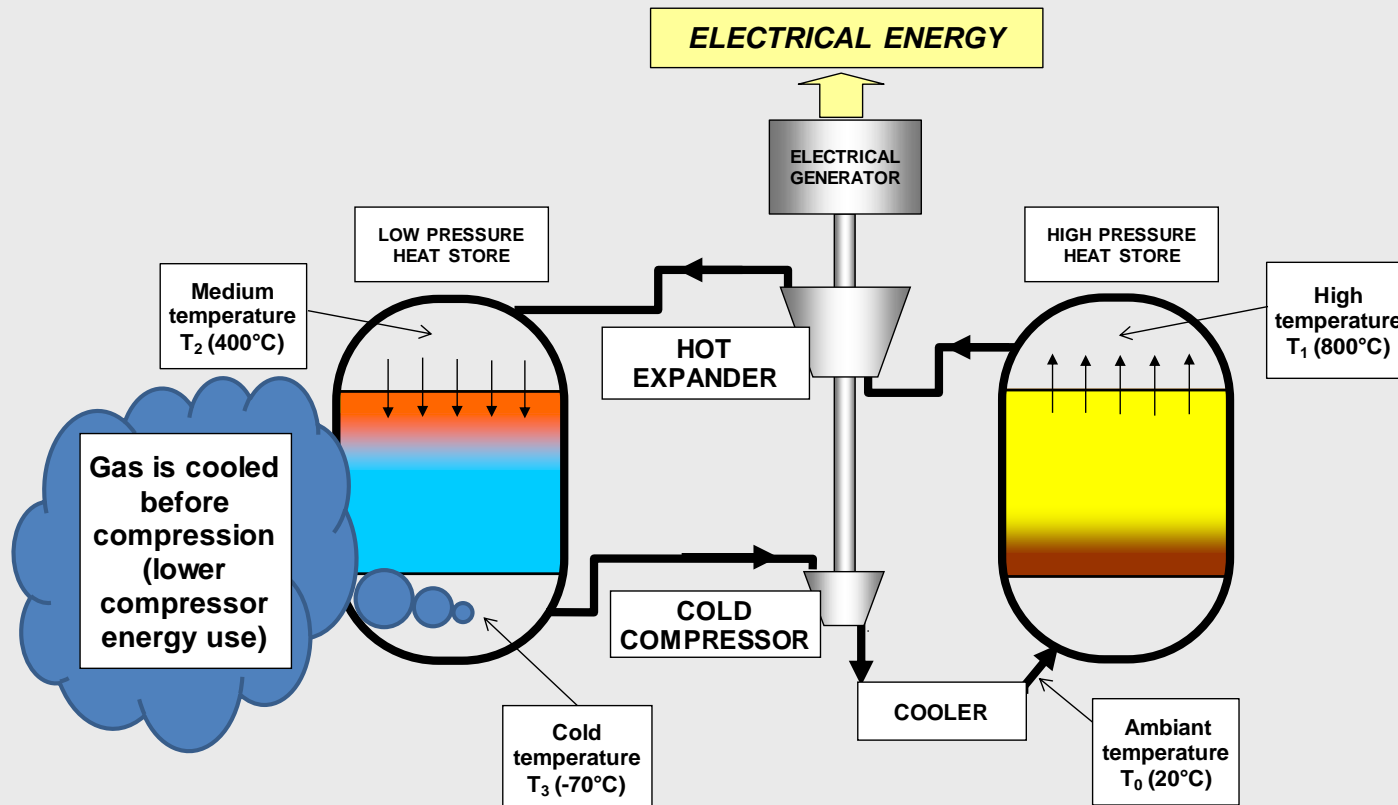 ELECTRICAL ENERGY
ELECTRICAL
GENERATOR
LOW PRESSURE
HEAT STORE
HIGH PRESSURE
HEAT STORE
Medium
temperature
T₂ (400°C)
High
temperature
T₁ (800°C)
HOT
EXPANDER
Gas is cooled
before
compression
(lower
compressor
energy use)
COLD
COMPRESSOR
COOLER
Cold
temperature
T₃ (-70°C)
Ambiant
temperature
T₀ (20°C)